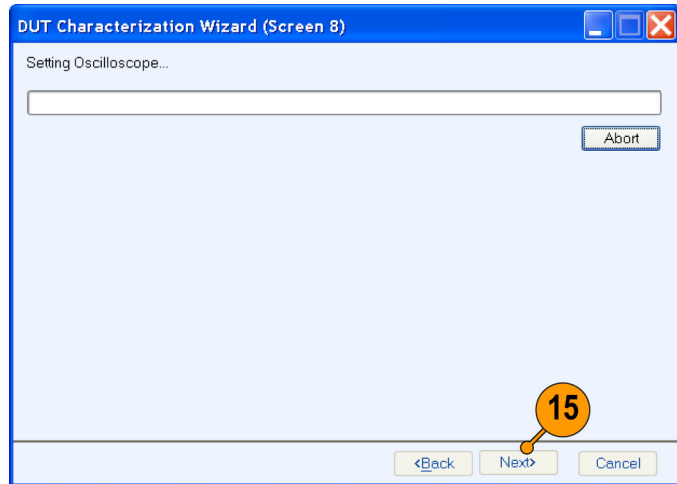 DUT Characterization Wizard (Screen 8)
Setting Oscilloscope...
Abort
15
<Back Next> Cancel